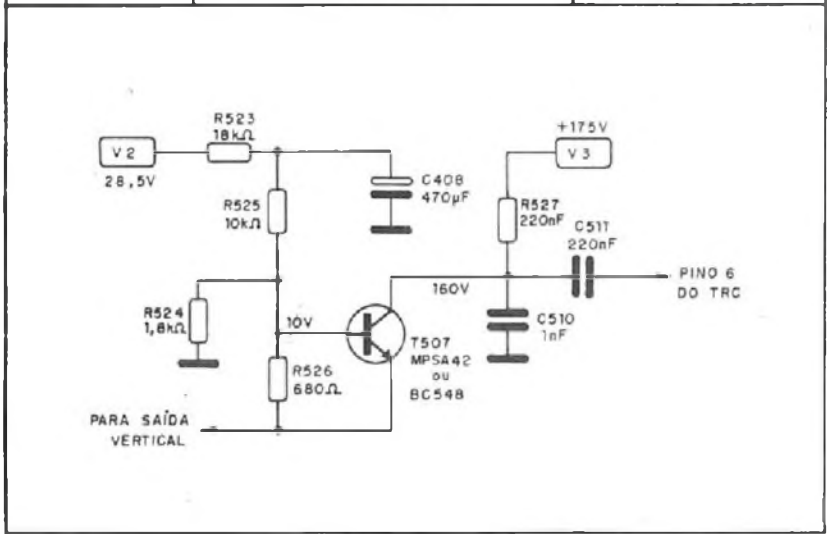 R523
18kΩ
V2
28,5V
+175V
V3
C408
470µF
R525
10kΩ
R527
220nF
C511
220nF
PINO 6
DO TRC
160V
R524
1,8kΩ
10V
C510
1nF
T507
MPSA42
ou
BC548
R526
680Ω
PARA SAÍDA
VERTICAL